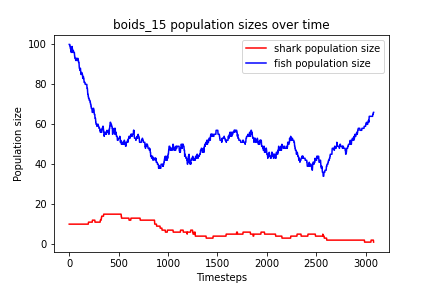 boids_15 population sizes over time
shark population size
fish population size
100
80
60
40
20
0
Population size
0
500
1000
1500
2000
2500
3000
Timesteps